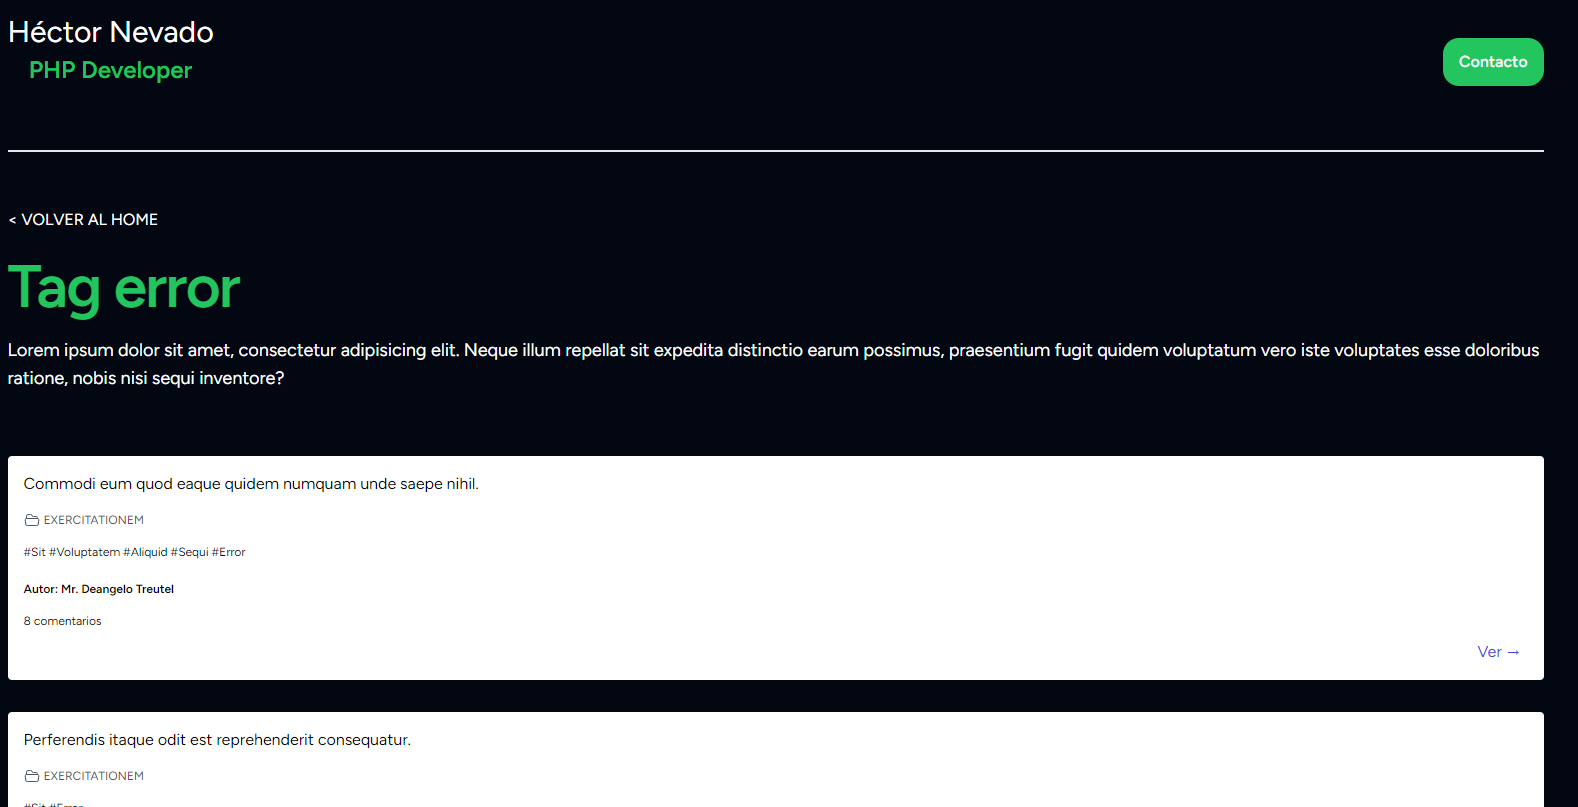 Héctor Nevado
PHP Developer
Contacto
< VOLVER AL HOME
Tag error
Lorem ipsum dolor sit amet, consectetur adipisicing elit. Neque illum repellat sit expedita distinctio earum possimus, praesentium fugit quidem voluptatum vero iste voluptates esse doloribus
ratione, nobis nisi sequi inventore?
Commodi eum quod eaque quidem numquam unde saepe nihil.
EXERCITATIONEM
#Sit #Voluptatem #Aliquid #Sequi #Error
Autor: Mr. Deangelo Treutel
8 comentarios
Ver →
Perferendis itaque odit est reprehenderit consequatur.
EXERCITATIONEM
#Sit #Error